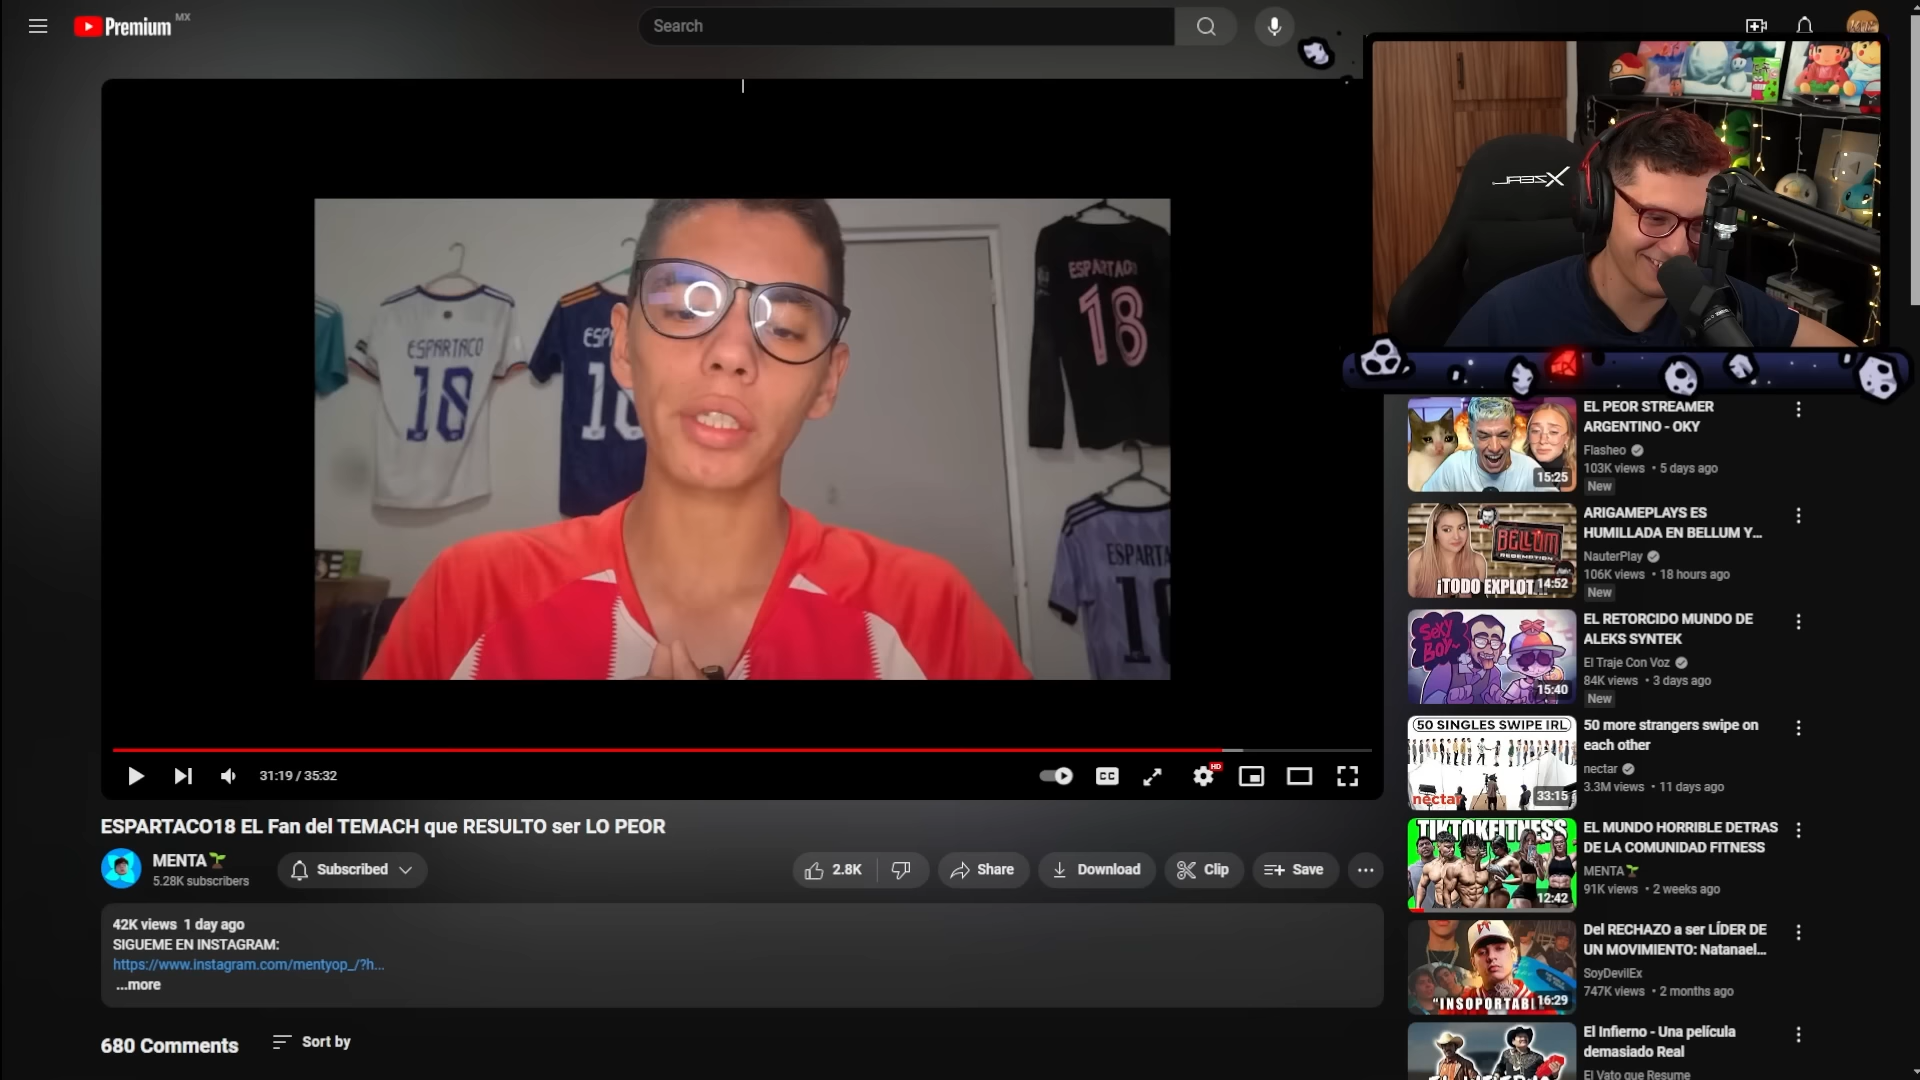 Premium MX
Search
ESPARTACO
18
ESPARTACO
18
31:19 / 35:32
CC
HD
ESPARTACO18 EL Fan del TEMACH que RESULTO ser LO PEOR
MENTA
5.28K subscribers
Subscribed
2.8K
Share
Download
Clip
Save
42K views 1 day ago
SIGUEME EN INSTAGRAM:
https://www.instagram.com/mentyop_/?h...
...more
680 Comments
Sort by
15:25
EL PEOR STREAMER
ARGENTINO - OKY
Flasheo
103K views • 5 days ago
New
BELLUM
¡TODO EXPLOT...
14:52
ARIGAMEPLAYS ES
HUMILLADA EN BELLUM Y...
NauterPlay
106K views • 18 hours ago
New
SEXY
BOY
15:40
EL RETORCIDO MUNDO DE
ALEKS SYNTEK
El Traje Con Voz
84K views • 3 days ago
New
50 SINGLES SWIPE IRL
nectar
33:15
50 more strangers swipe on
each other
nectar
3.3M views • 11 days ago
TIKTOKFITNESS
12:42
EL MUNDO HORRIBLE DETRAS
DE LA COMUNIDAD FITNESS
MENTA
91K views • 2 weeks ago
16:29
Del RECHAZO a ser LÍDER DE
UN MOVIMIENTO: Natanael...
SoyDevilEx
747K views • 2 months ago
El Infierno - Una película
demasiado Real
El Vato que Resume